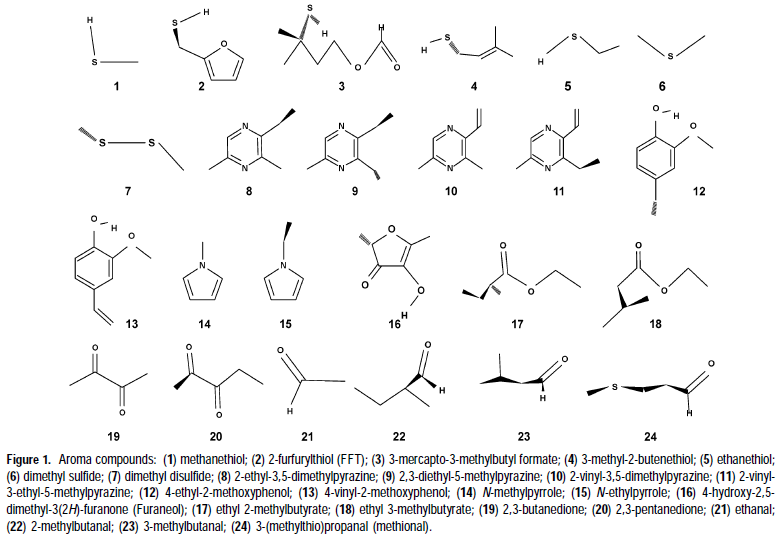 H S 1
S H O 2
S H O O H 3
H S 4
S H 5
S 6
S S 7
N N 8
N N 9
N N 10
N N 11
O H O 12
O H O 13
N 14
N 15
O O O H 16
O O 17
O O 18
O O 19
O O 20
O H 21
O H 22
O H 23
S O H 24
Figure 1. Aroma compounds: (1) methanethiol; (2) 2-furfurylthiol (FFT); (3) 3-mercapto-3-methylbutyl formate; (4) 3-methyl-2-butenethiol; (5) ethanethiol;
(6) dimethyl sulfide; (7) dimethyl disulfide; (8) 2-ethyl-3,5-dimethylpyrazine; (9) 2,3-diethyl-5-methylpyrazine; (10) 2-vinyl-3,5-dimethylpyrazine; (11) 2-vinyl-
3-ethyl-5-methylpyrazine; (12) 4-ethyl-2-methoxyphenol; (13) 4-vinyl-2-methoxyphenol; (14) N-methylpyrrole; (15) N-ethylpyrrole; (16) 4-hydroxy-2,5-
dimethyl-3(2H)-furanone (Furaneol); (17) ethyl 2-methylbutyrate; (18) ethyl 3-methylbutyrate; (19) 2,3-butanedione; (20) 2,3-pentanedione; (21) ethanal;
(22) 2-methylbutanal; (23) 3-methylbutanal; (24) 3-(methylthio)propanal (methional).